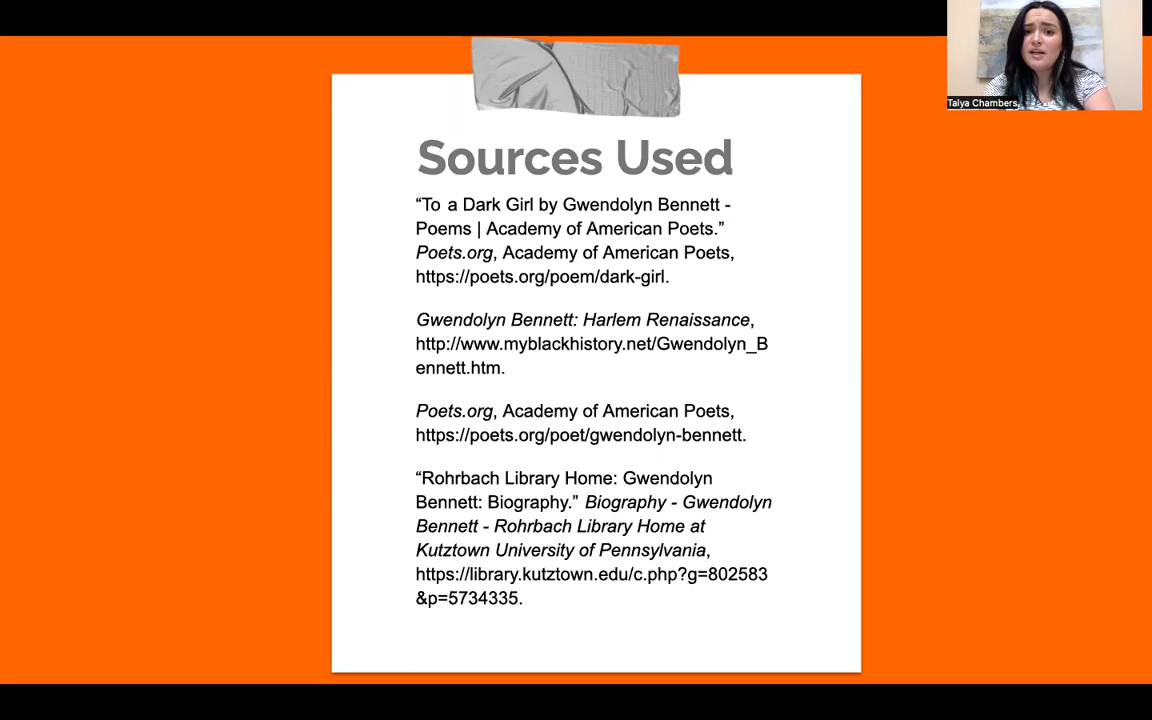 Talya Chambers
Sources Used
“To a Dark Girl by Gwendolyn Bennett -
Poems | Academy of American Poets.”
Poets.org, Academy of American Poets,
https://poets.org/poem/dark-girl.
Gwendolyn Bennett: Harlem Renaissance,
http://www.myblackhistory.net/Gwendolyn_B
ennett.htm.
Poets.org, Academy of American Poets,
https://poets.org/poet/gwendolyn-bennett.
“Rohrbach Library Home: Gwendolyn
Bennett: Biography.” Biography - Gwendolyn
Bennett - Rohrbach Library Home at
Kutztown University of Pennsylvania,
https://library.kutztown.edu/c.php?g=802583
&p=5734335.